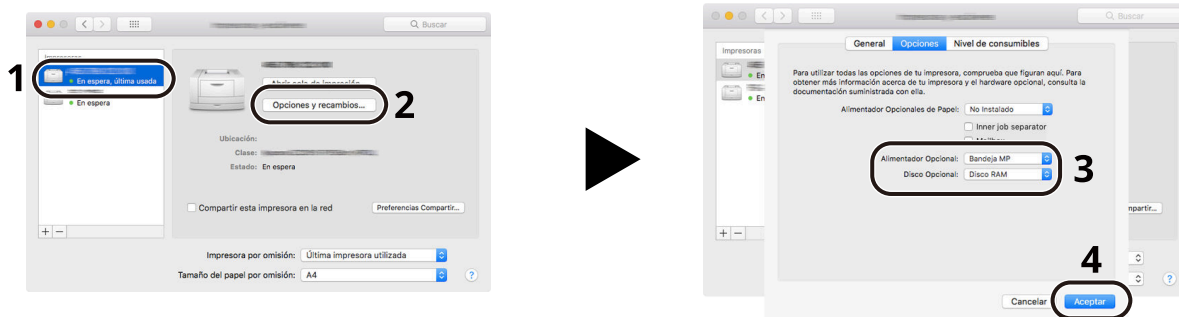 Buscar
Impresoras
1
En espera, última usada
En espera
Abrir cola de impresión...
Opciones y recambios...
2
Ubicación:
Clase:
Estado: En espera
Compartir esta impresora en la red
Preferencias Compartir...
+ −
Impresora por omisión: Última impresora utilizada
Tamaño del papel por omisión: A4
?
Buscar
Impresoras
En
En
General Opciones Nivel de consumibles
Para utilizar todas las opciones de tu impresora, comprueba que figuran aquí. Para
obtener más información acerca de tu impresora y el hardware opcional, consulta la
documentación suministrada con ella.
Alimentador Opcionales de Papel: No Instalado
Inner job separator
Mailbox
Alimentador Opcional: Bandeja MP
Disco Opcional: Disco RAM
3
mpartir...
+ −
4
?
Cancelar Aceptar